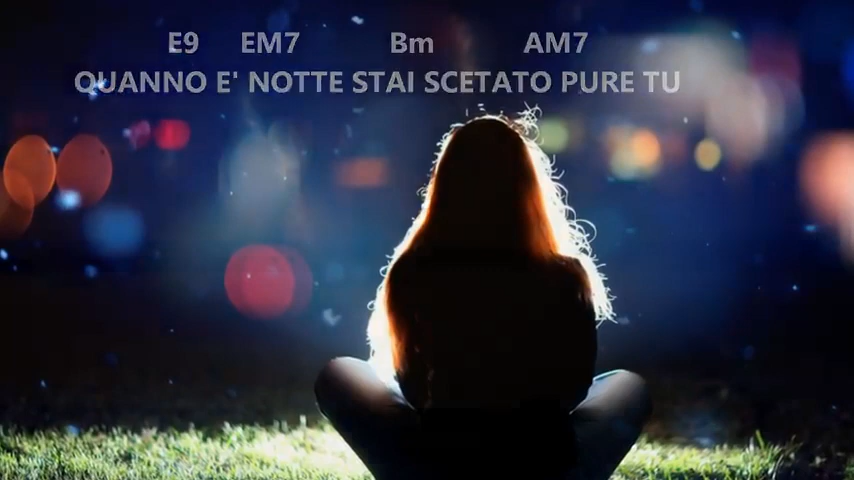 E9 EM7 Bm AM7
QUANNO E' NOTTE STAI SCETATO PURE TU